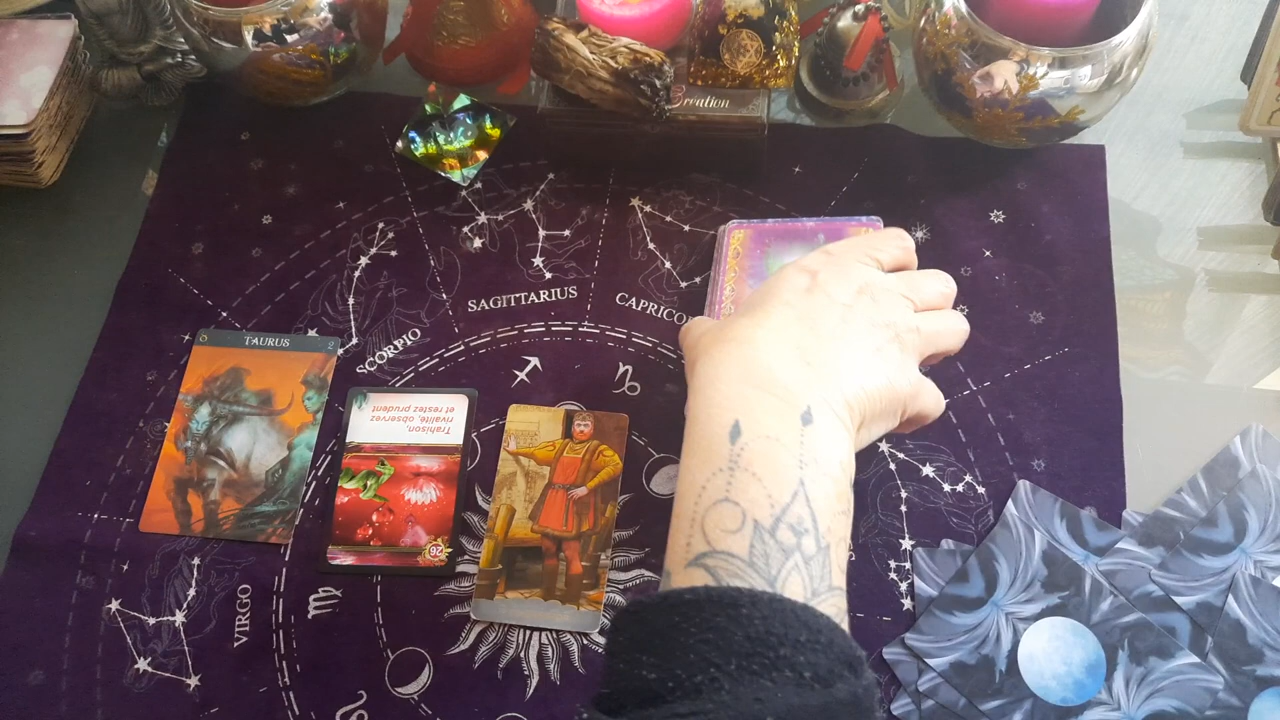 Creation
SAGITTARIUS
CAPRICO
SCORPIO
TAURUS
2
Trahison,
rivalité, observez
et restez prudent
26
VIRGO